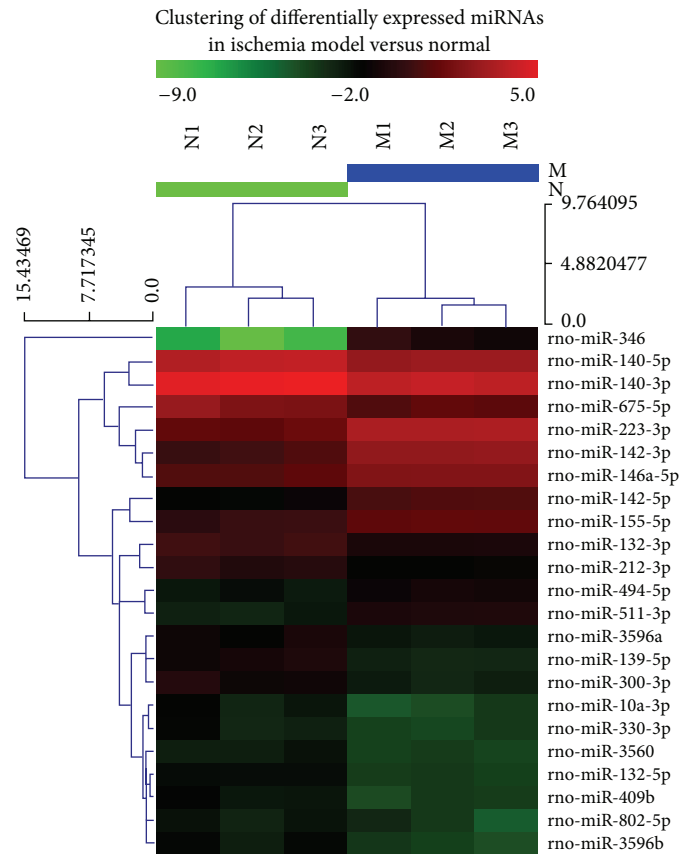 Clustering of differentially expressed miRNAs
in ischemia model versus normal
−9.0 −2.0 5.0
N1 N2 N3 M1 M2 M3
M
N
9.764095
4.8820477
0.0
15.43469 7.717345 0.0
rno-miR-346
rno-miR-140-5p
rno-miR-140-3p
rno-miR-675-5p
rno-miR-223-3p
rno-miR-142-3p
rno-miR-146a-5p
rno-miR-142-5p
rno-miR-155-5p
rno-miR-132-3p
rno-miR-212-3p
rno-miR-494-5p
rno-miR-511-3p
rno-miR-3596a
rno-miR-139-5p
rno-miR-300-3p
rno-miR-10a-3p
rno-miR-330-3p
rno-miR-3560
rno-miR-132-5p
rno-miR-409b
rno-miR-802-5p
rno-miR-3596b